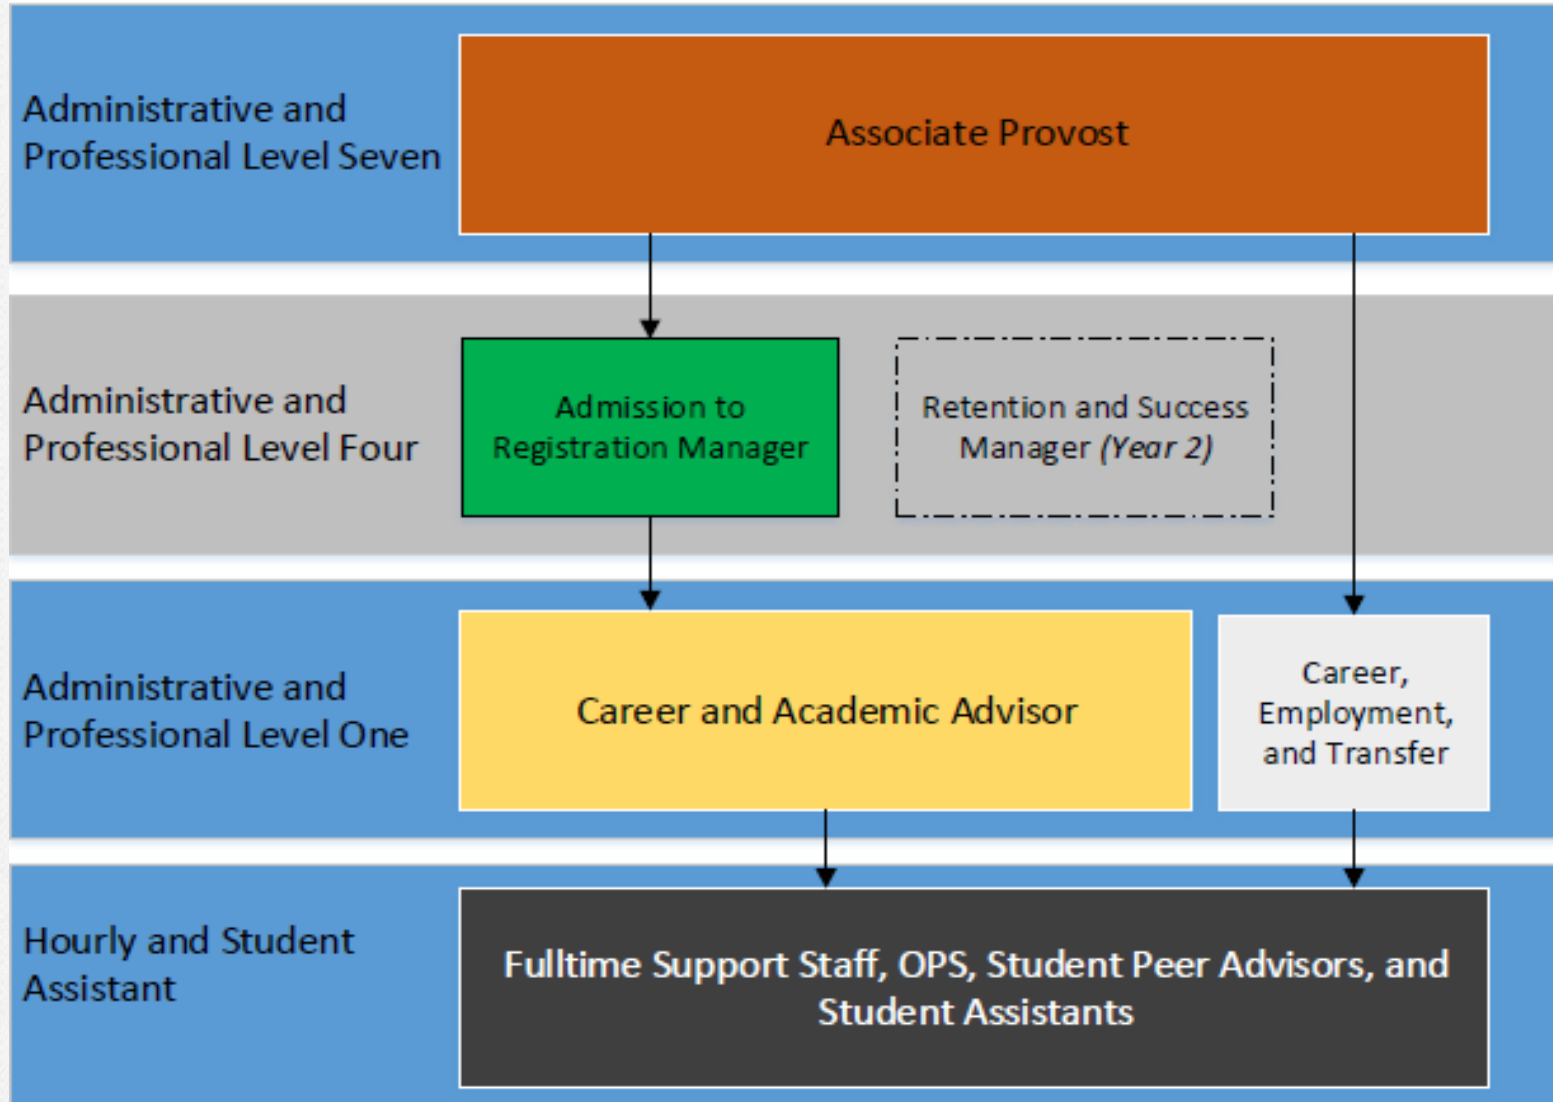 Administrative and
Professional Level Seven
Associate Provost
Administrative and
Professional Level Four
Admission to
Registration Manager
Retention and Success
Manager (Year 2)
Administrative and
Professional Level One
Career and Academic Advisor
Career,
Employment,
and Transfer
Hourly and Student
Assistant
Fulltime Support Staff, OPS, Student Peer Advisors, and
Student Assistants